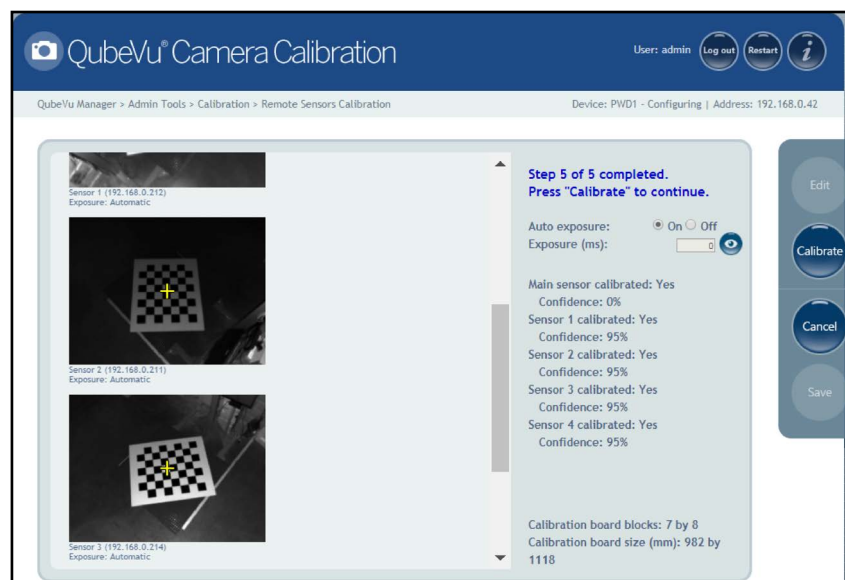 QubeVu® Camera Calibration
User: admin
Log out
Restart
i
QubeVu Manager > Admin Tools > Calibration > Remote Sensors Calibration
Device: PWD1 - Configuring | Address: 192.168.0.42
Sensor 1 (192.168.0.212)
Exposure: Automatic
Sensor 2 (192.168.0.211)
Exposure: Automatic
Sensor 3 (192.168.0.214)
Exposure: Automatic
Step 5 of 5 completed.
Press "Calibrate" to continue.
Auto exposure: On Off
Exposure (ms): 0
Main sensor calibrated: Yes
Confidence: 0%
Sensor 1 calibrated: Yes
Confidence: 95%
Sensor 2 calibrated: Yes
Confidence: 95%
Sensor 3 calibrated: Yes
Confidence: 95%
Sensor 4 calibrated: Yes
Confidence: 95%
Calibration board blocks: 7 by 8
Calibration board size (mm): 982 by
1118
Edit
Calibrate
Cancel
Save